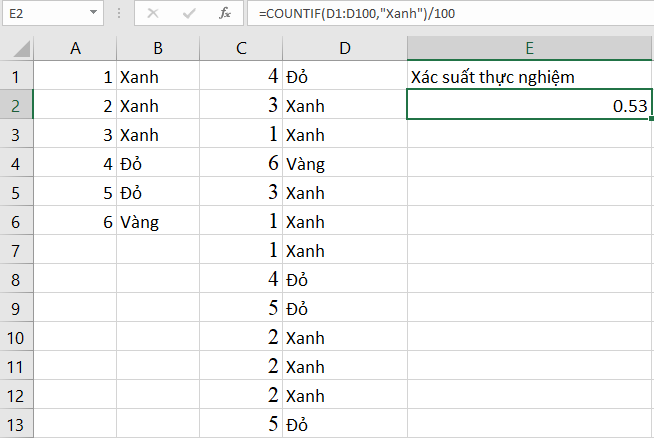 E2 fx =COUNTIF(D1:D100,"Xanh")/100
A B C D E
1 1 Xanh 4 Đỏ Xác suất thực nghiệm
2 2 Xanh 3 Xanh 0.53
3 3 Xanh 1 Xanh
4 4 Đỏ 6 Vàng
5 5 Đỏ 3 Xanh
6 6 Vàng 1 Xanh
7 1 Xanh
8 4 Đỏ
9 5 Đỏ
10 2 Xanh
11 2 Xanh
12 2 Xanh
13 5 Đỏ